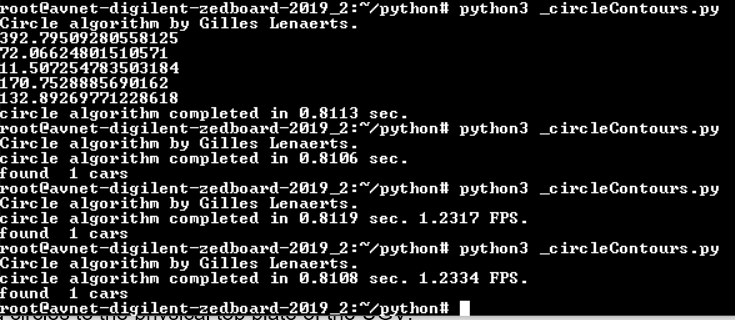 root@avnet-digilent-zedboard-2019_2:~/python# python3 _circleContours.py
Circle algorithm by Gilles Lenaerts.
392.79509280558125
72.06624801510571
11.507254783503184
170.7528885690162
132.89269771228618
circle algorithm completed in 0.8113 sec.
root@avnet-digilent-zedboard-2019_2:~/python# python3 _circleContours.py
Circle algorithm by Gilles Lenaerts.
circle algorithm completed in 0.8106 sec.
found  1 cars
root@avnet-digilent-zedboard-2019_2:~/python# python3 _circleContours.py
Circle algorithm by Gilles Lenaerts.
circle algorithm completed in 0.8119 sec. 1.2317 FPS.
found  1 cars
root@avnet-digilent-zedboard-2019_2:~/python# python3 _circleContours.py
Circle algorithm by Gilles Lenaerts.
circle algorithm completed in 0.8108 sec. 1.2334 FPS.
found  1 cars
root@avnet-digilent-zedboard-2019_2:~/python#